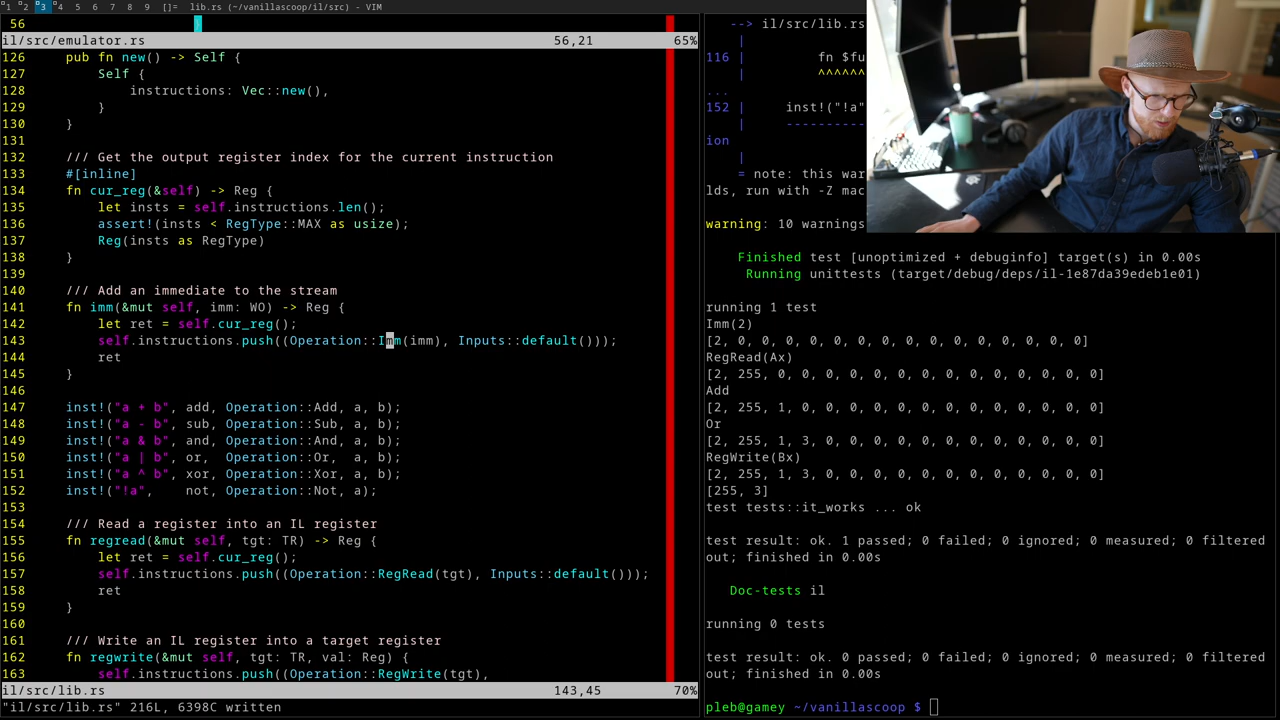 1 2 3 4 5 6 7 8 9 []= lib.rs (~/vanillascoop/il/src) - VIM
56 }
il/src/emulator.rs 56,21 65%
126 pub fn new() -> Self {
127 Self {
128 instructions: Vec::new(),
129 }
130 }
131
132 /// Get the output register index for the current instruction
133 #[inline]
134 fn cur_reg(&self) -> Reg {
135 let insts = self.instructions.len();
136 assert!(insts < RegType::MAX as usize);
137 Reg(insts as RegType)
138 }
139
140 /// Add an immediate to the stream
141 fn imm(&mut self, imm: WO) -> Reg {
142 let ret = self.cur_reg();
143 self.instructions.push((Operation::Imm(imm), Inputs::default()));
144 ret
145 }
146
147 inst!("a + b", add, Operation::Add, a, b);
148 inst!("a - b", sub, Operation::Sub, a, b);
149 inst!("a & b", and, Operation::And, a, b);
150 inst!("a | b", or, Operation::Or, a, b);
151 inst!("a ^ b", xor, Operation::Xor, a, b);
152 inst!("!a", not, Operation::Not, a);
153
154 /// Read a register into an IL register
155 fn regread(&mut self, tgt: TR) -> Reg {
156 let ret = self.cur_reg();
157 self.instructions.push((Operation::RegRead(tgt), Inputs::default()));
158 ret
159 }
160
161 /// Write an IL register into a target register
162 fn regwrite(&mut self, tgt: TR, val: Reg) {
163 self.instructions.push((Operation::RegWrite(tgt),
il/src/lib.rs 143,45 70%
"il/src/lib.rs" 216L, 6398C written
--> il/src/lib.rs
|
116 | fn $fu
| ^^^^^^
...
152 | inst!("!a"
| ----------
ion
|
= note: this war
lds, run with -Z mac
warning: 10 warnings
Finished test [unoptimized + debuginfo] target(s) in 0.00s
Running unittests (target/debug/deps/il-1e87da39edeb1e01)
running 1 test
Imm(2)
[2, 0, 0, 0, 0, 0, 0, 0, 0, 0, 0, 0, 0, 0, 0, 0]
RegRead(Ax)
[2, 255, 0, 0, 0, 0, 0, 0, 0, 0, 0, 0, 0, 0, 0, 0]
Add
[2, 255, 1, 0, 0, 0, 0, 0, 0, 0, 0, 0, 0, 0, 0, 0]
Or
[2, 255, 1, 3, 0, 0, 0, 0, 0, 0, 0, 0, 0, 0, 0, 0]
RegWrite(Bx)
[2, 255, 1, 3, 0, 0, 0, 0, 0, 0, 0, 0, 0, 0, 0, 0]
[255, 3]
test tests::it_works ... ok
test result: ok. 1 passed; 0 failed; 0 ignored; 0 measured; 0 filtered
out; finished in 0.00s
Doc-tests il
running 0 tests
test result: ok. 0 passed; 0 failed; 0 ignored; 0 measured; 0 filtered
out; finished in 0.00s
pleb@gamey ~/vanillascoop $